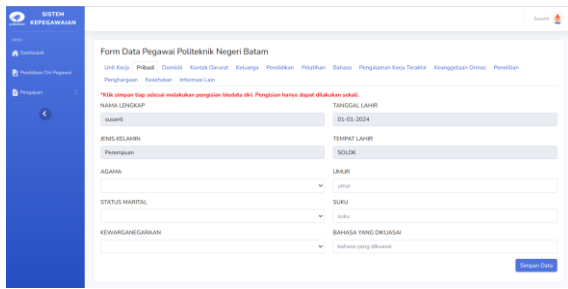 SISTEM
KEPEGAWAIAN
Susanti
MENU
Dashboard
Pendataan Diri Pegawai
Pengajuan
Form Data Pegawai Politeknik Negeri Batam
Unit Kerja Pribadi Domisili Kontak Darurat Keluarga Pendidikan Pelatihan Bahasa Pengalaman Kerja Terakhir Keanggotaan Ormas Penelitian
Penghargaan Kesehatan Informasi Lain
*Klik simpan tiap selesai melakukan pengisian biodata diri. Pengisian hanya dapat dilakukan sekali.
NAMA LENGKAP TANGGAL LAHIR
susanti 01-01-2024
JENIS KELAMIN TEMPAT LAHIR
Perempuan SOLOK
AGAMA UMUR
umur
STATUS MARITAL SUKU
suku
KEWARGANEGARAAN BAHASA YANG DIKUASAI
bahasa yang dikuasai
Simpan Data